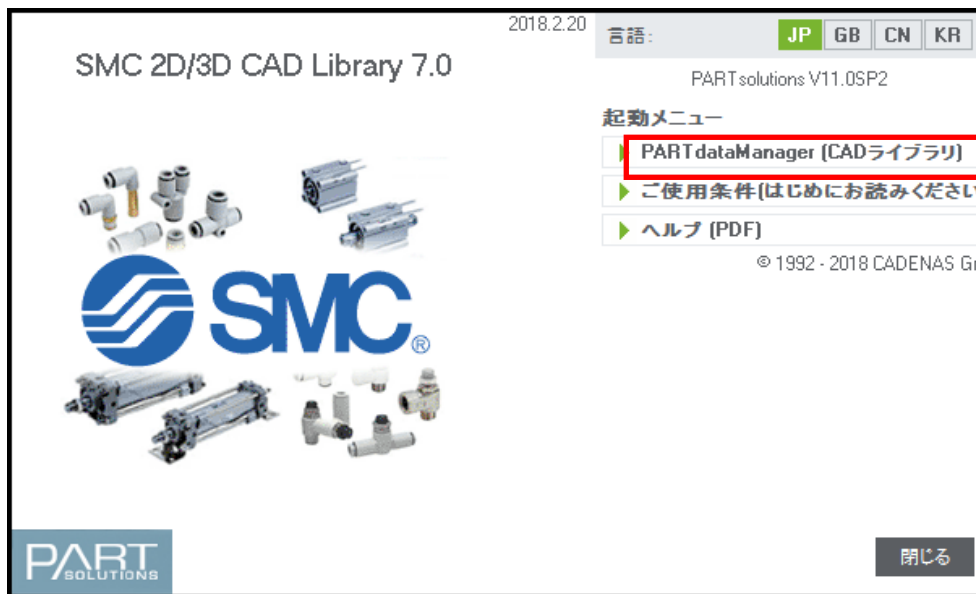 2018.2.20
SMC 2D/3D CAD Library 7.0
言語:
JP GB CN KR
PARTsolutions V11.0SP2
起動メニュー
PARTdataManager (CADライブラリ)
ご使用条件(はじめにお読みください
ヘルプ (PDF)
© 1992 - 2018 CADENAS
SMC®
PART
SOLUTIONS
閉じる